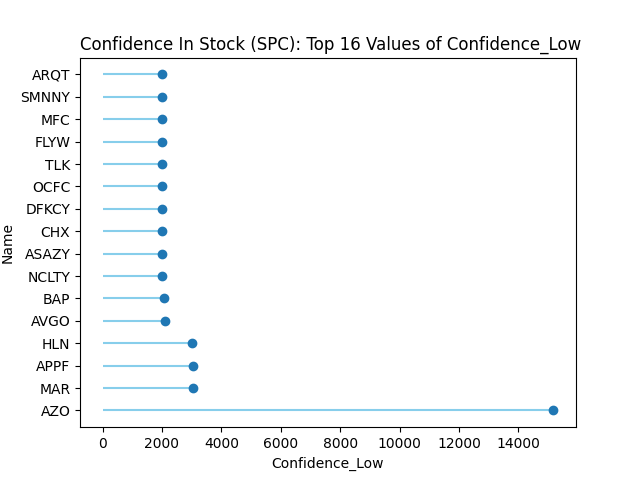 Confidence In Stock (SPC): Top 16 Values of Confidence_Low
ARQT
SMNNY
MFC
FLYW
TLK
OCFC
DFKCY
CHX
ASAZY
NCLTY
BAP
AVGO
HLN
APPF
MAR
AZO
Name
0 2000 4000 6000 8000 10000 12000 14000
Confidence_Low